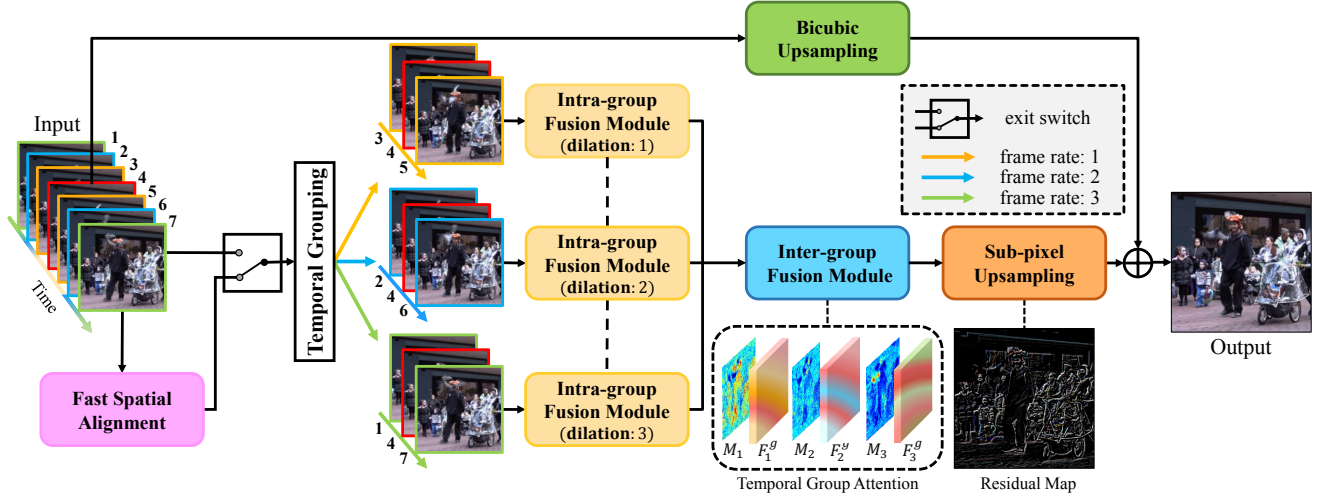 Bicubic
Upsampling
Input
1
2
3
4
5
6
7
Time
Fast Spatial
Alignment
Temporal Grouping
3
4
5
2
4
6
1
4
7
Intra-group
Fusion Module
(dilation: 1)
Intra-group
Fusion Module
(dilation: 2)
Intra-group
Fusion Module
(dilation: 3)
exit switch
frame rate: 1
frame rate: 2
frame rate: 3
Inter-group
Fusion Module
Sub-pixel
Upsampling
Output
M₁ F₁ᵍ M₂ F₂ᵍ M₃ F₃ᵍ
Temporal Group Attention
Residual Map